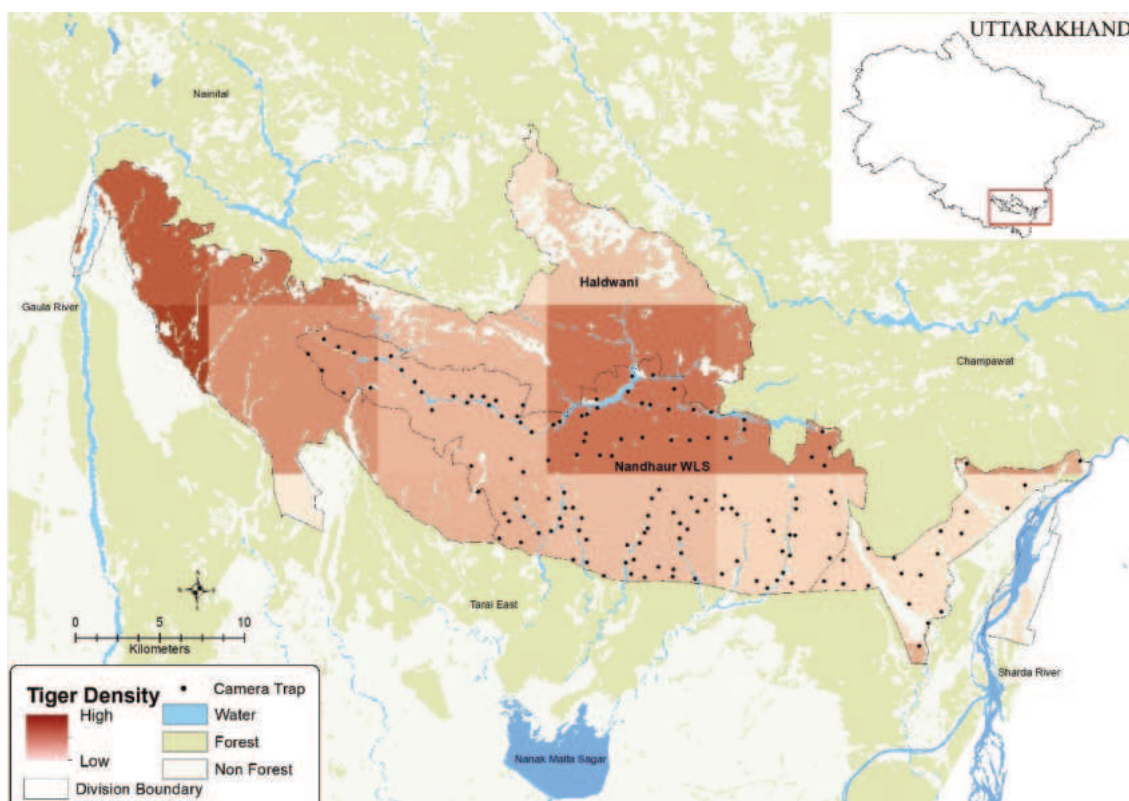 UTTARAKHAND
Nainital
Haldwani
Gaula River
Champawat
Nandhaur WLS
Tarai East
0 5 10
Kilometers
Sharda River
Nanak Matta Sagar
Tiger Density
High
Low
Division Boundary
Camera Trap
Water
Forest
Non Forest